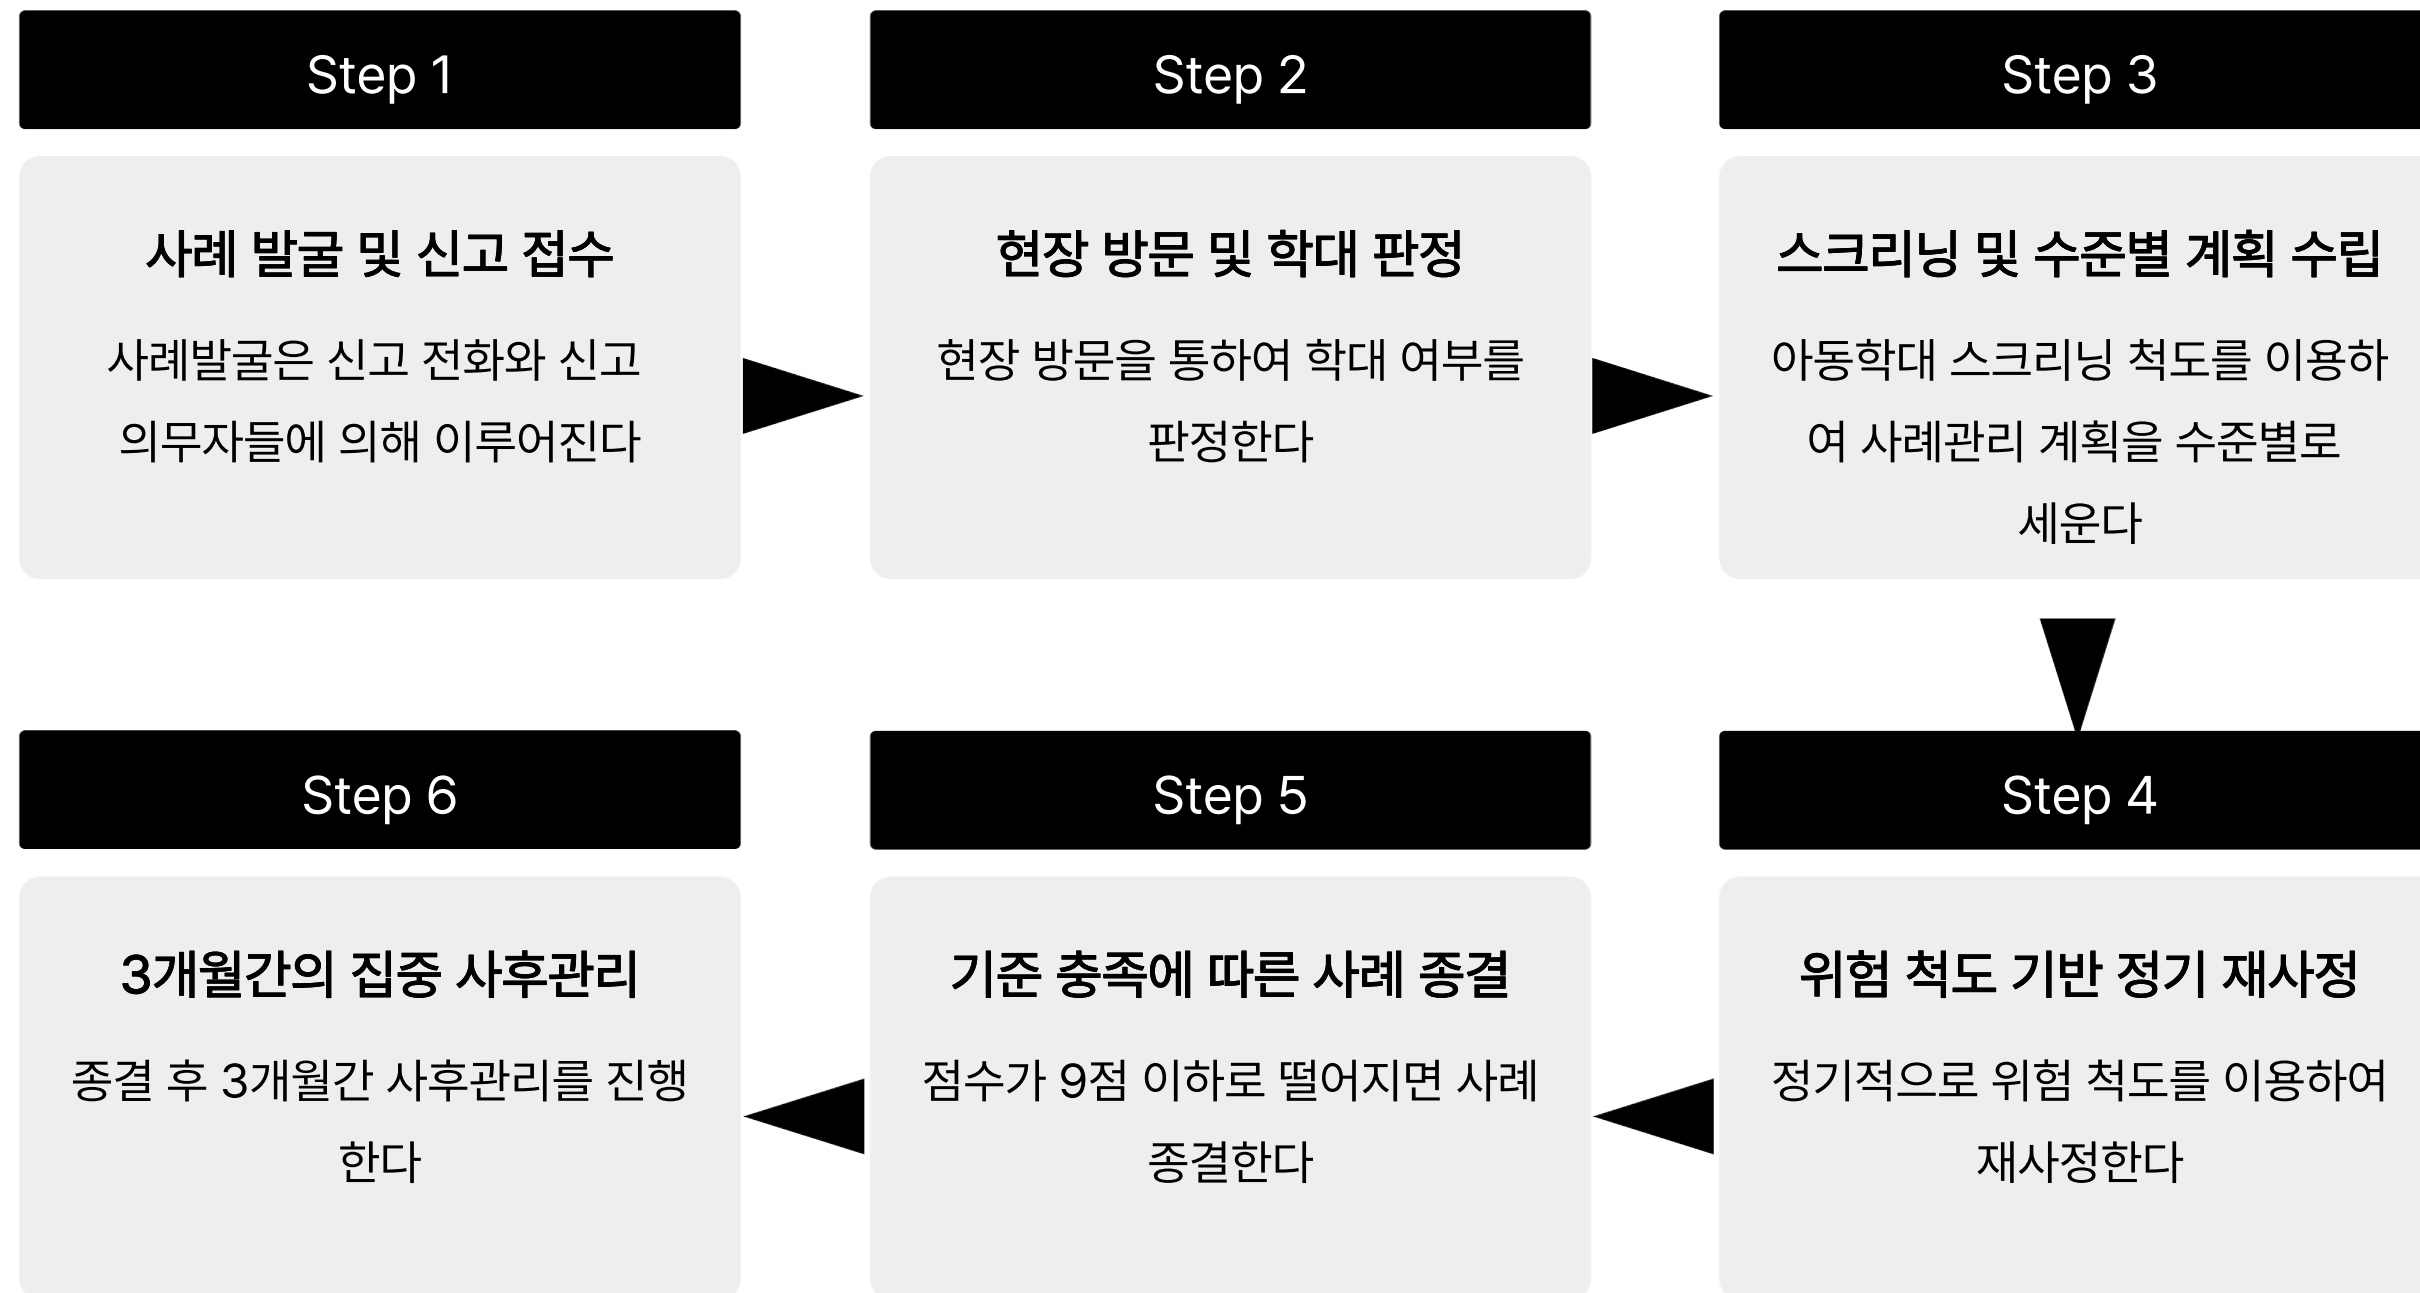 Step 1
사례 발굴 및 신고 접수
사례발굴은 신고 전화와 신고
의무자들에 의해 이루어진다
Step 2
현장 방문 및 학대 판정
현장 방문을 통하여 학대 여부를
판정한다
Step 3
스크리닝 및 수준별 계획 수립
아동학대 스크리닝 척도를 이용하
여 사례관리 계획을 수준별로
세운다
Step 4
위험 척도 기반 정기 재사정
정기적으로 위험 척도를 이용하여
재사정한다
Step 5
기준 충족에 따른 사례 종결
점수가 9점 이하로 떨어지면 사례
종결한다
Step 6
3개월간의 집중 사후관리
종결 후 3개월간 사후관리를 진행
한다